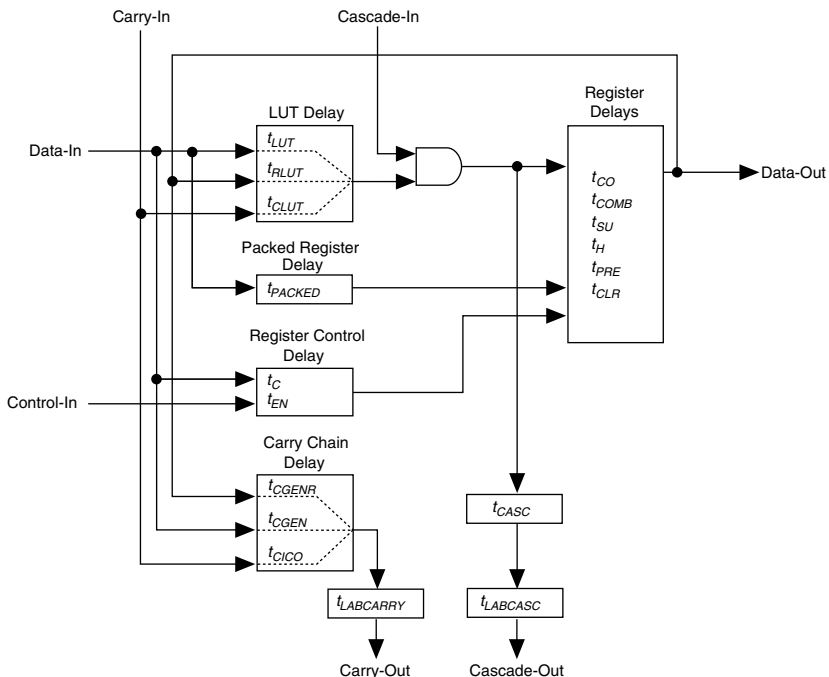 Carry-In
Cascade-In
LUT Delay
Register
Delays
Data-In
tLUT
tRLUT
tCLUT
Data-Out
tCO
tCOMB
tSU
tH
tPRE
tCLR
Packed Register
Delay
tPACKED
Register Control
Delay
tC
tEN
Control-In
Carry Chain
Delay
tCGENR
tCGEN
tCICO
tCASC
tLABCARRY
tLABCASC
Carry-Out
Cascade-Out